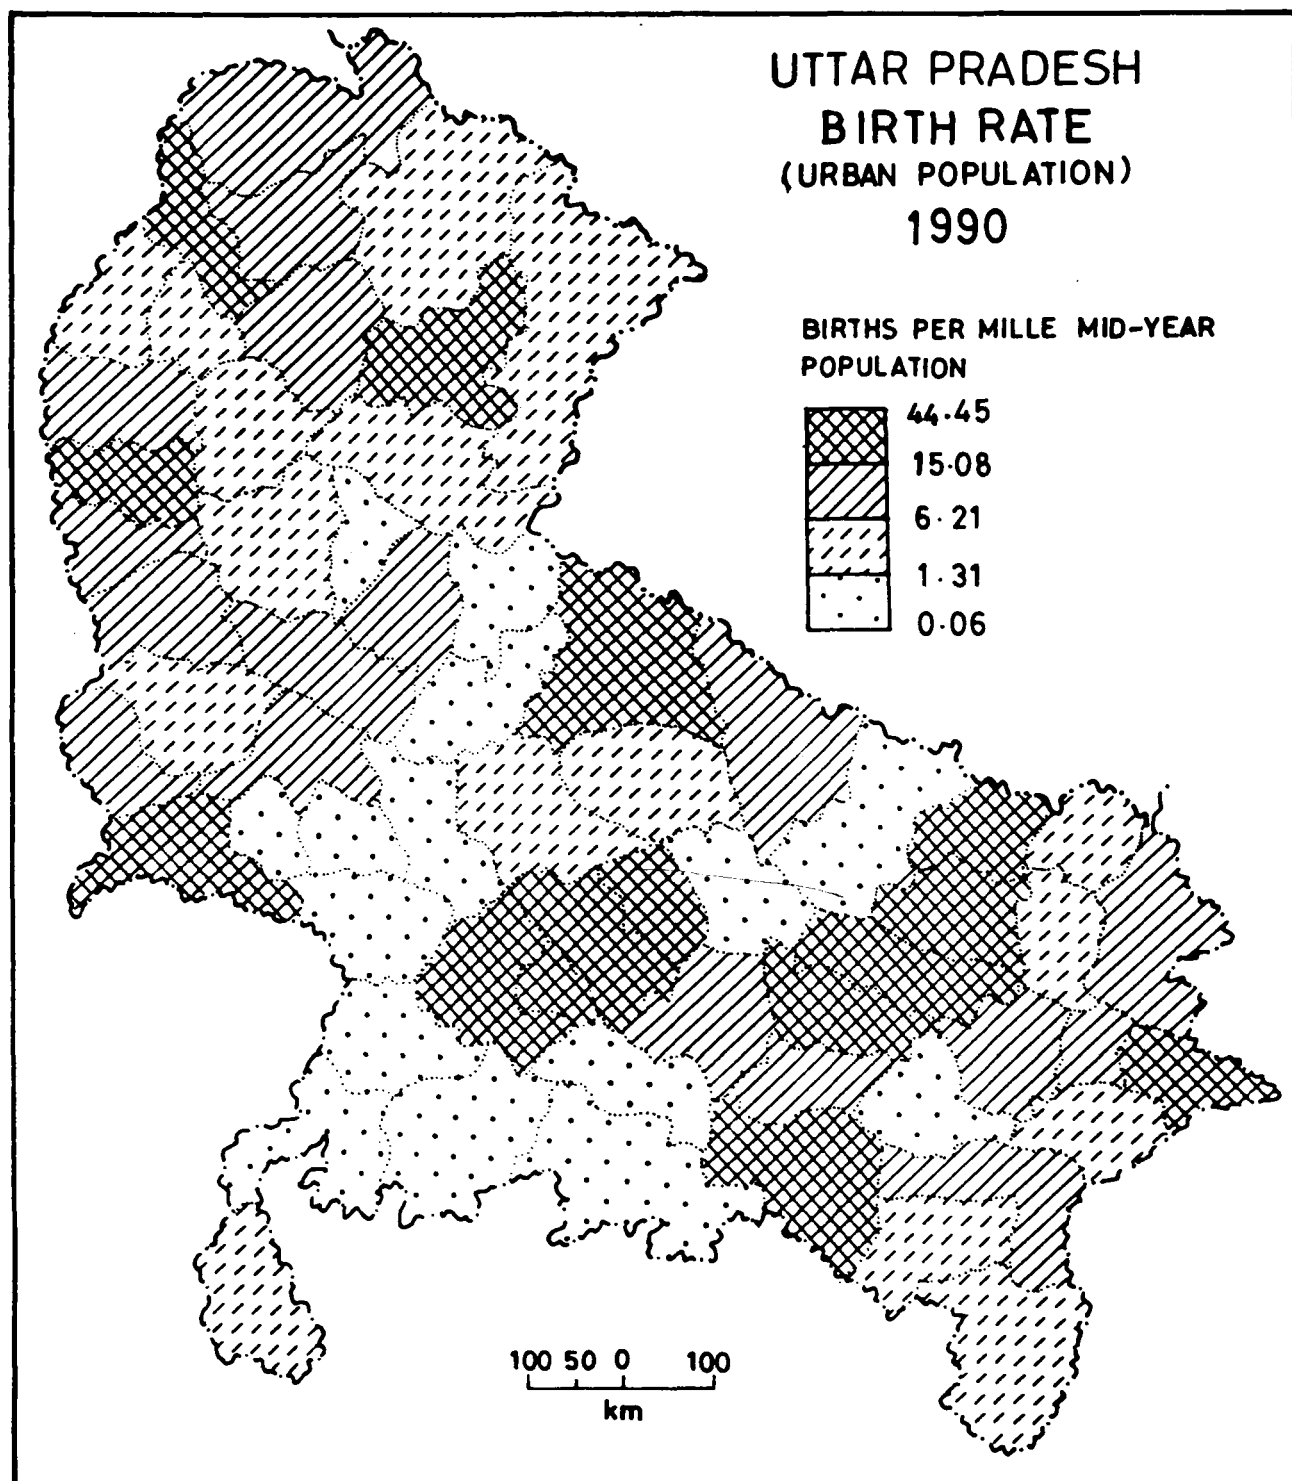 UTTAR PRADESH
BIRTH RATE
(URBAN POPULATION)
1990
BIRTHS PER MILLE MID-YEAR
POPULATION
44.45
15.08
6.21
1.31
0.06
100 50 0 100
km